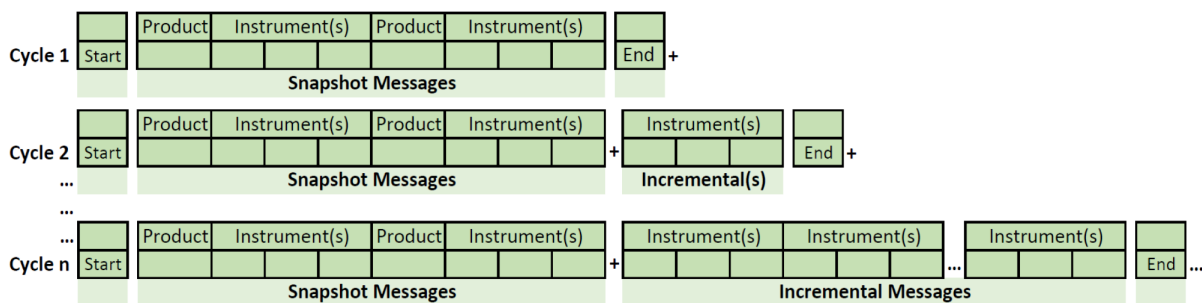 Product Instrument(s) Product Instrument(s)
Cycle 1 Start End +
Snapshot Messages
Product Instrument(s) Product Instrument(s) Instrument(s)
Cycle 2 Start + End +
... Snapshot Messages Incremental(s)
...
... Product Instrument(s) Product Instrument(s) Instrument(s) Instrument(s) Instrument(s)
Cycle n Start + ... End ...
Snapshot Messages Incremental Messages